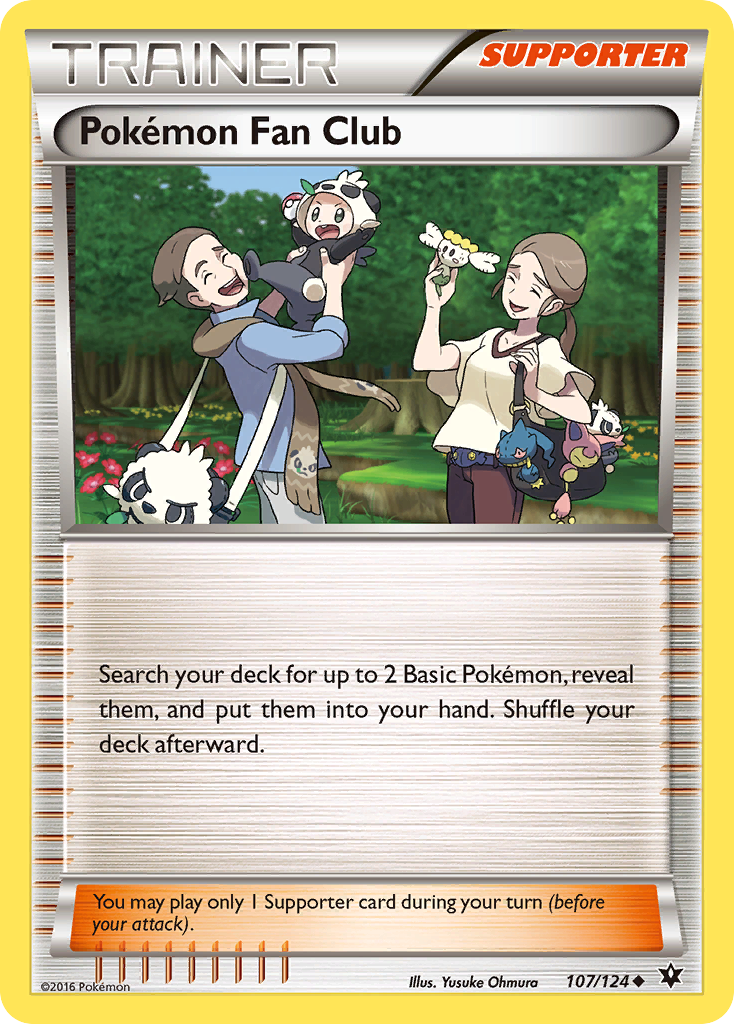 TRAINER
SUPPORTER
Pokémon Fan Club
Search your deck for up to 2 Basic Pokémon, reveal
them, and put them into your hand. Shuffle your
deck afterward.
You may play only 1 Supporter card during your turn (before
your attack).
©2016 Pokémon
Illus. Yusuke Ohmura
107/124